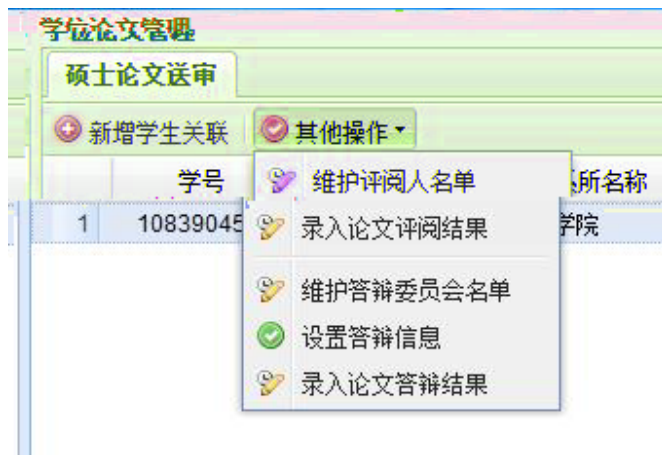 学位论文管理
硕士论文送审
新增学生关联 其他操作
学号 所名称
1 10839045 学院
维护评阅人名单
录入论文评阅结果
维护答辩委员会名单
设置答辩信息
录入论文答辩结果